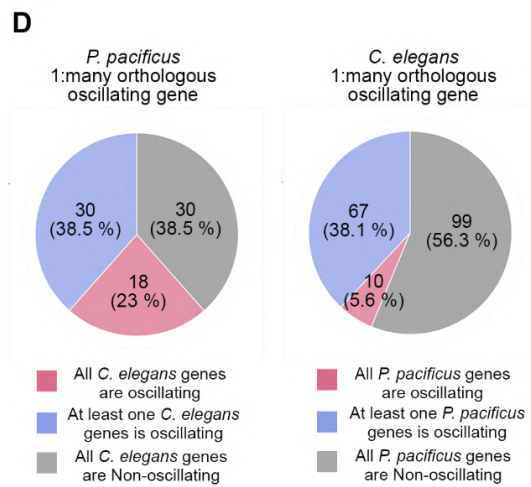 D
P. pacificus
1:many orthologous
oscillating gene
30
(38.5 %)
30
(38.5 %)
18
(23 %)
All C. elegans genes
are oscillating
At least one C. elegans
genes is oscillating
All C. elegans genes
are Non-oscillating
C. elegans
1:many orthologous
oscillating gene
67
(38.1 %)
99
(56.3 %)
10
(5.6 %)
All P. pacificus genes
are oscillating
At least one P. pacificus
genes is oscillating
All P. pacificus genes
are Non-oscillating